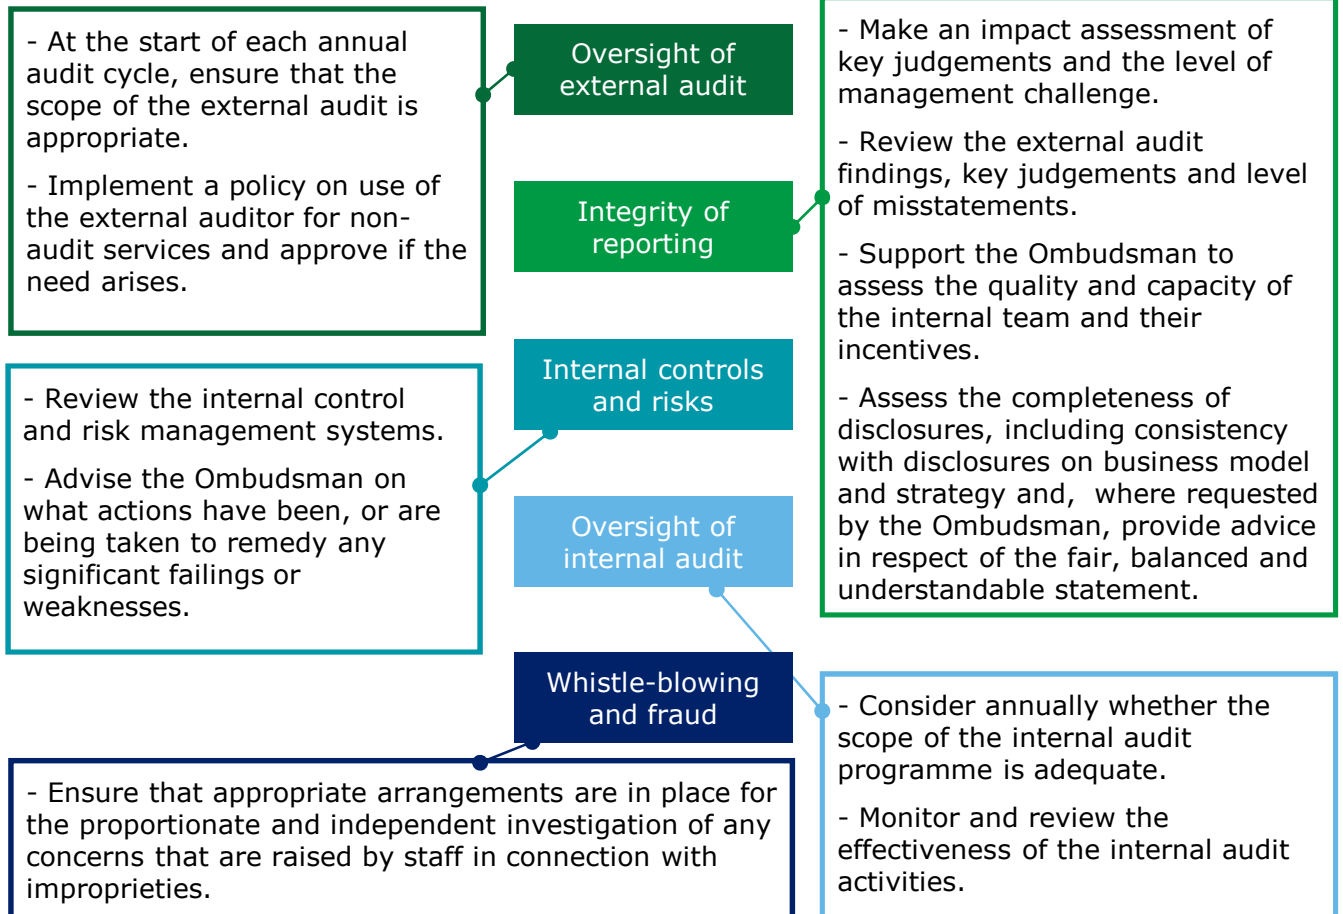 - At the start of each annual
audit cycle, ensure that the
scope of the external audit is
appropriate.
- Implement a policy on use of
the external auditor for non-
audit services and approve if the
need arises.
Oversight of
external audit
Integrity of
reporting
- Make an impact assessment of
key judgements and the level of
management challenge.
- Review the external audit
findings, key judgements and level
of misstatements.
- Support the Ombudsman to
assess the quality and capacity of
the internal team and their
incentives.
- Assess the completeness of
disclosures, including consistency
with disclosures on business model
and strategy and,  where requested
by the Ombudsman, provide advice
in respect of the fair, balanced and
understandable statement.
Internal controls
and risks
- Review the internal control
and risk management systems.
- Advise the Ombudsman on
what actions have been, or are
being taken to remedy any
significant failings or
weaknesses.
Oversight of
internal audit
- Consider annually whether the
scope of the internal audit
programme is adequate.
- Monitor and review the
effectiveness of the internal audit
activities.
Whistle-blowing
and fraud
- Ensure that appropriate arrangements are in place for
the proportionate and independent investigation of any
concerns that are raised by staff in connection with
improprieties.